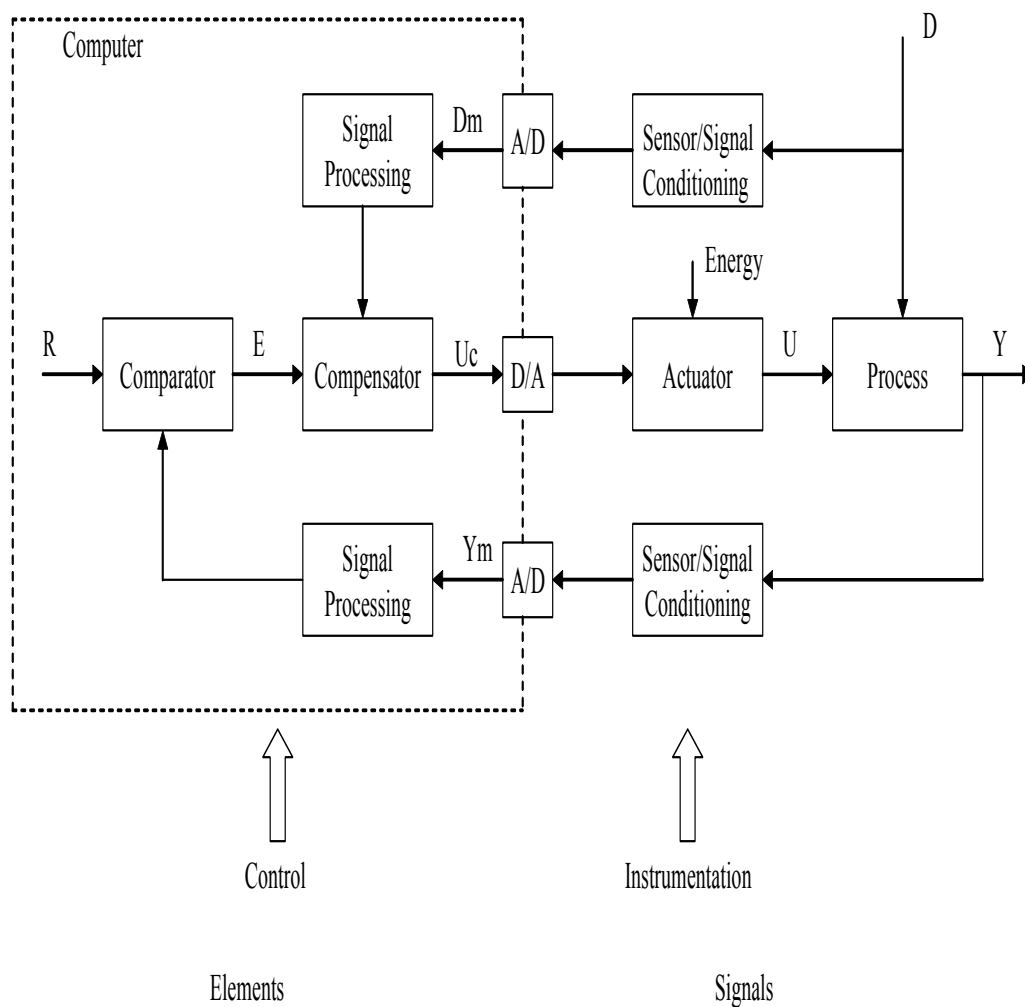 D
Computer
Signal
Processing
Dm
A/D
Sensor/Signal
Conditioning
Energy
R
Comparator
E
Compensator
Uc
D/A
Actuator
U
Process
Y
Signal
Processing
Ym
A/D
Sensor/Signal
Conditioning
Control
Instrumentation
Elements
Signals